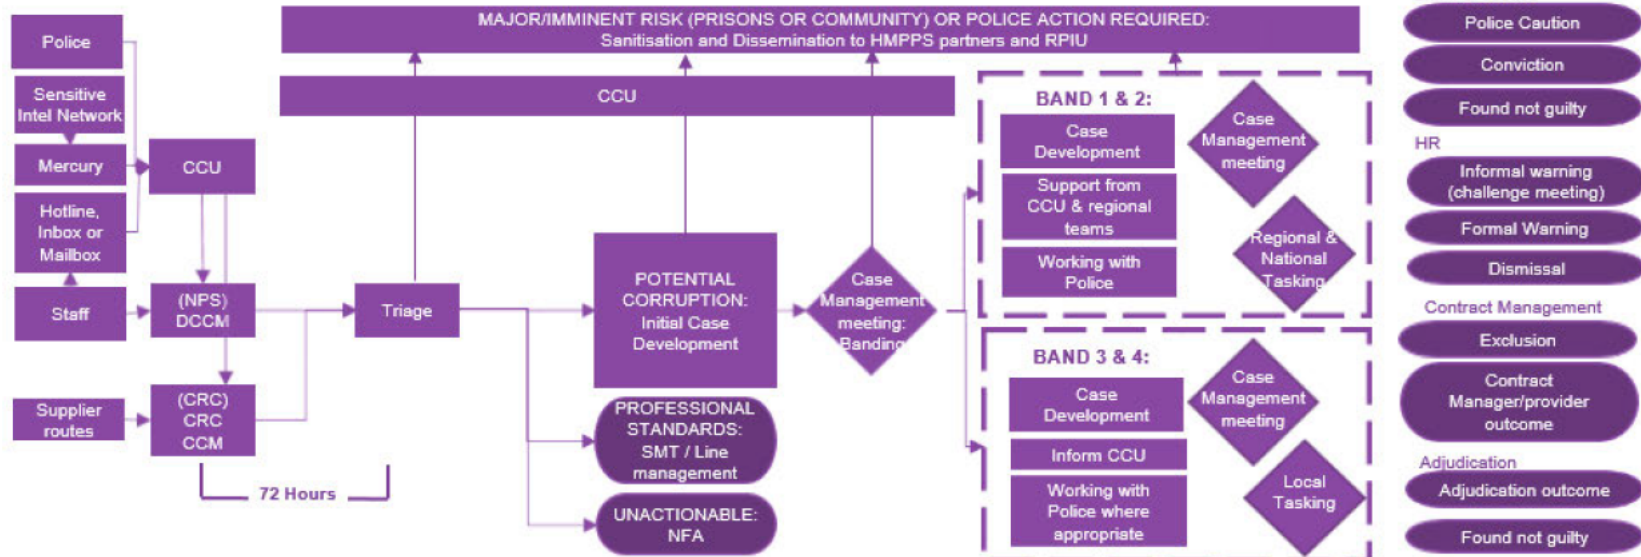 MAJOR/IMMINENT RISK (PRISONS OR COMMUNITY) OR POLICE ACTION REQUIRED:
Sanitisation and Dissemination to HMPPS partners and RPIU
CCU
Police
Sensitive
Intel Network
Mercury
Hotline,
Inbox or
Mailbox
Staff
Supplier
routes
CCU
(NPS)
DCCM
(CRC)
CRC
CCM
72 Hours
Triage
POTENTIAL
CORRUPTION:
Initial Case
Development
PROFESSIONAL
STANDARDS:
SMT / Line
management
UNACTIONABLE:
NFA
Case
Management
meeting:
Banding
BAND 1 & 2:
Case
Development
Support from
CCU & regional
teams
Working with
Police
Case
Management
meeting
Regional &
National
Tasking
BAND 3 & 4:
Case
Development
Inform CCU
Working with
Police where
appropriate
Case
Management
meeting
Local
Tasking
Police Caution
Conviction
Found not guilty
HR
Informal warning
(challenge meeting)
Formal Warning
Dismissal
Contract Management
Exclusion
Contract
Manager/provider
outcome
Adjudication
Adjudication outcome
Found not guilty